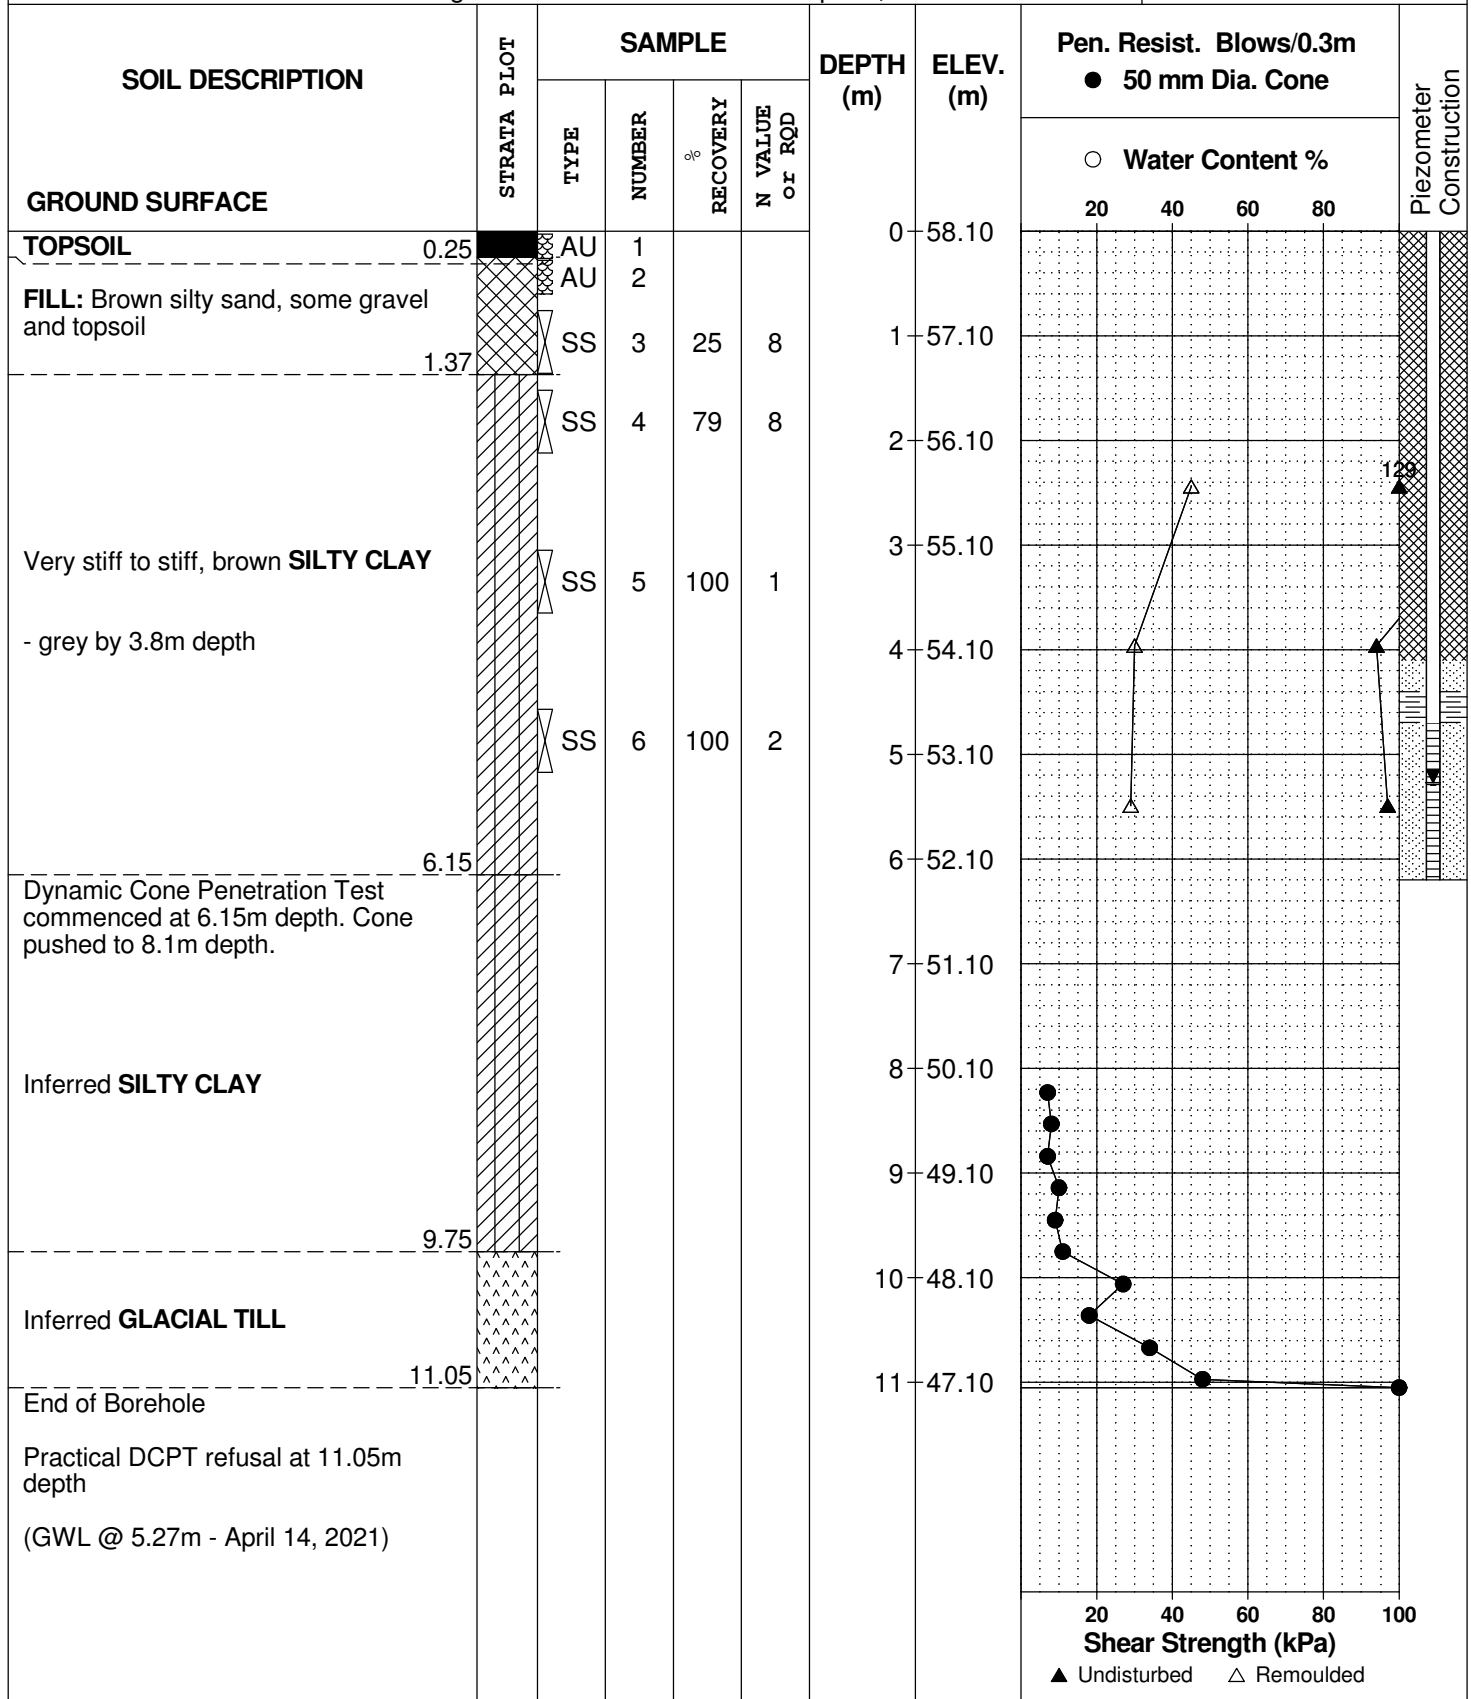 SOIL DESCRIPTION
GROUND SURFACE
STRATA PLOT
SAMPLE
TYPE
NUMBER
% RECOVERY
N VALUE or RQD
DEPTH (m)
ELEV. (m)
Pen. Resist. Blows/0.3m
● 50 mm Dia. Cone
○ Water Content %
20 40 60 80
Piezometer Construction
TOPSOIL 0.25
AU 1
0 58.10
AU 2
FILL: Brown silty sand, some gravel
and topsoil
SS 3 25 8
1 57.10
1.37
SS 4 79 8
2 56.10
129
3 55.10
Very stiff to stiff, brown SILTY CLAY
SS 5 100 1
- grey by 3.8m depth
4 54.10
SS 6 100 2
5 53.10
6 52.10
6.15
Dynamic Cone Penetration Test
commenced at 6.15m depth. Cone
pushed to 8.1m depth.
7 51.10
8 50.10
Inferred SILTY CLAY
9 49.10
9.75
10 48.10
Inferred GLACIAL TILL
11.05
11 47.10
End of Borehole
Practical DCPT refusal at 11.05m
depth
(GWL @ 5.27m - April 14, 2021)
20 40 60 80 100
Shear Strength (kPa)
▲ Undisturbed △ Remoulded